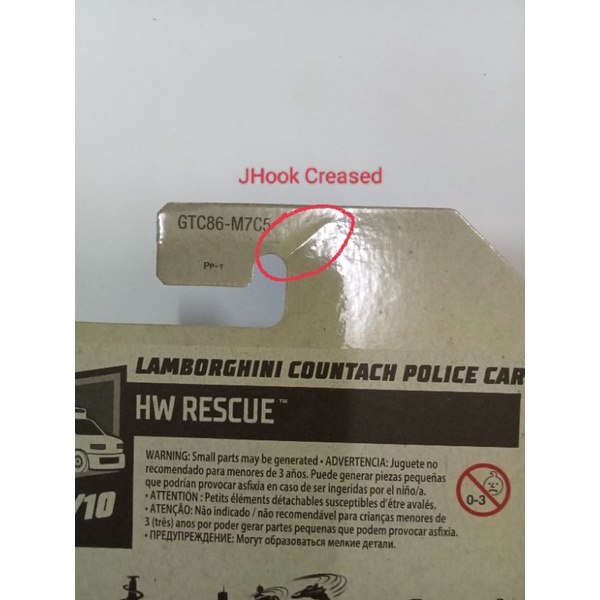 JHook Creased
GTC86-M7C5
PP-T
LAMBORGHINI COUNTACH POLICE CAR
HW RESCUE™
WARNING: Small parts may be generated • ADVERTENCIA: Juguete no
recomendado para menores de 3 años. Puede generar piezas pequeñas
que podrían provocar asfixia en caso de ser ingeridas por el niño/a.
• ATTENTION : Petits éléments détachables susceptibles d'être avalés.
• ATENÇÃO: Não indicado / não recomendável para crianças menores de
3 (três) anos por poder gerar partes pequenas que podem provocar asfixia.
• ПРЕДУПРЕЖДЕНИЕ: Могут образоваться мелкие детали.
0-3
/10